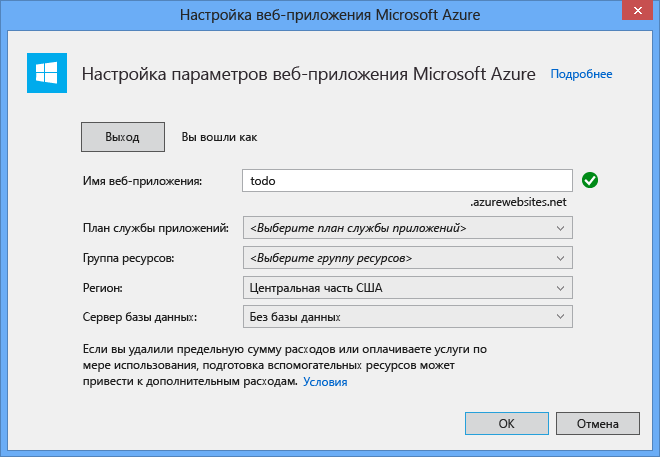 Настройка веб-приложения Microsoft Azure
Настройка параметров веб-приложения Microsoft Azure Подробнее
Выход Вы вошли как
Имя веб-приложения: todo
.azurewebsites.net
План службы приложений: <Выберите план службы приложений>
Группа ресурсов: <Выберите группу ресурсов>
Регион: Центральная часть США
Сервер базы данных: Без базы данных
Если вы удалили предельную сумму расходов или оплачиваете услуги по
мере использования, подготовка вспомогательных ресурсов может
привести к дополнительным расходам. Условия
ОК Отмена